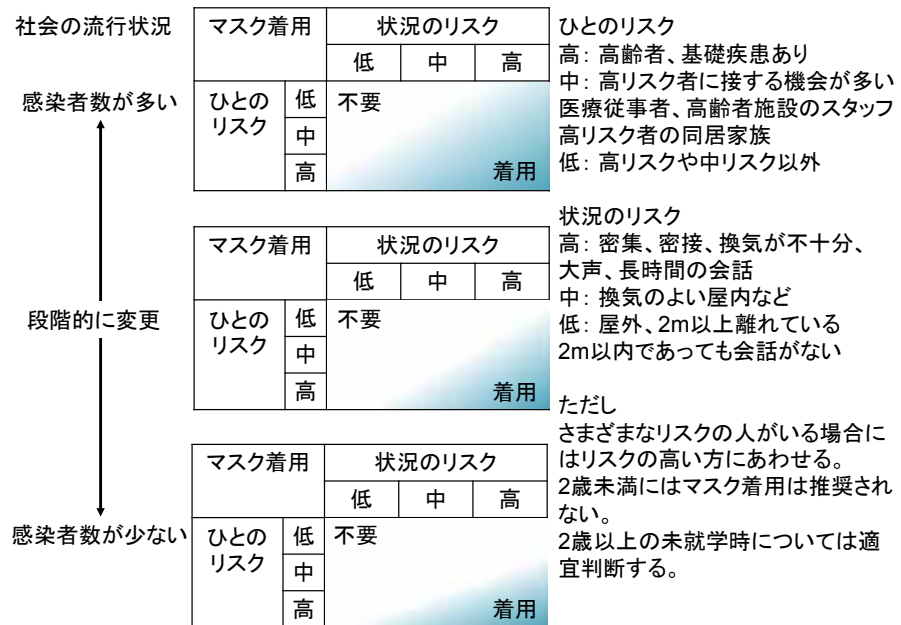 社会の流行状況
感染者数が多い
段階的に変更
感染者数が少ない
マスク着用 状況のリスク
低 中 高
ひとの
リスク
低 不要
中
高 着用
マスク着用 状況のリスク
低 中 高
ひとの
リスク
低 不要
中
高 着用
マスク着用 状況のリスク
低 中 高
ひとの
リスク
低 不要
中
高 着用
ひとのリスク
高: 高齢者、基礎疾患あり
中: 高リスク者に接する機会が多い
医療従事者、高齢者施設のスタッフ
高リスク者の同居家族
低: 高リスクや中リスク以外
状況のリスク
高: 密集、密接、換気が不十分、
大声、長時間の会話
中: 換気のよい屋内など
低: 屋外、2m以上離れている
2m以内であっても会話がない
ただし
さまざまなリスクの人がいる場合に
はリスクの高い方にあわせる。
2歳未満にはマスク着用は推奨され
ない。
2歳以上の未就学時については適
宜判断する。